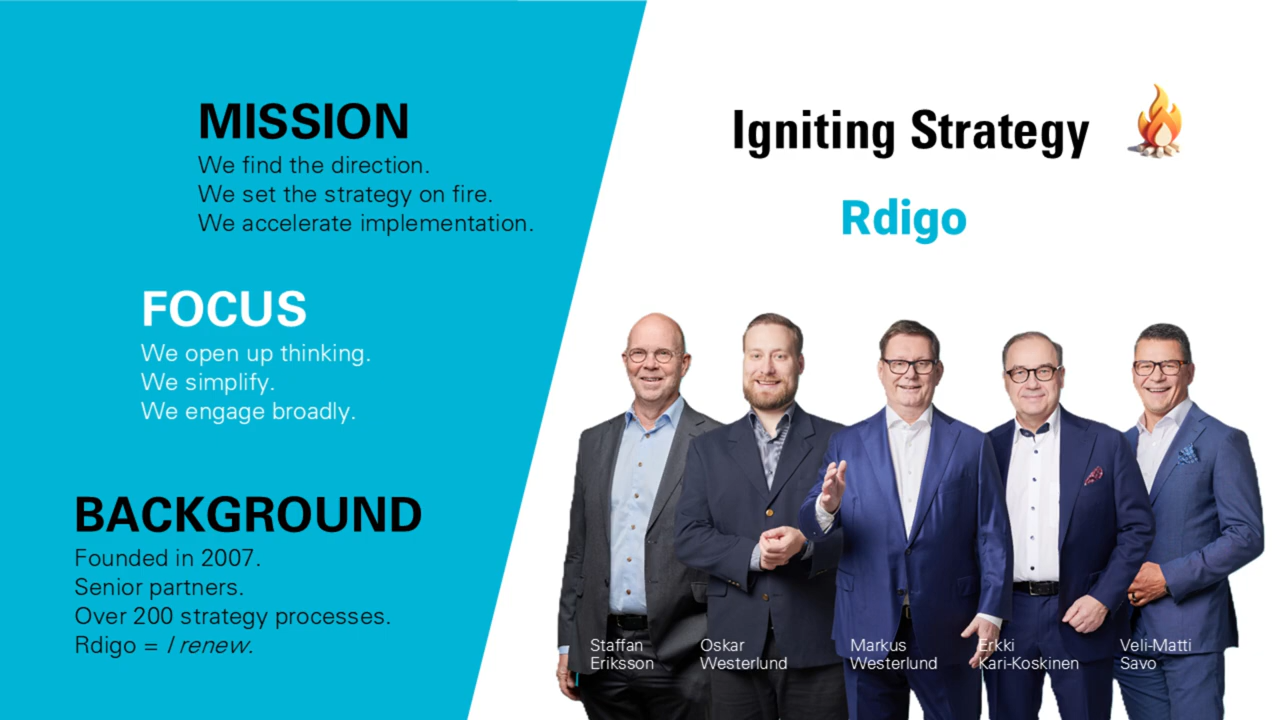 MISSION
We find the direction.
We set the strategy on fire.
We accelerate implementation.
FOCUS
We open up thinking.
We simplify.
We engage broadly.
BACKGROUND
Founded in 2007.
Senior partners.
Over 200 strategy processes.
Rdigo = I renew.
Igniting Strategy
Rdigo
Staffan
Eriksson
Oskar
Westerlund
Markus
Westerlund
Erkki
Kari-Koskinen
Veli-Matti
Savo